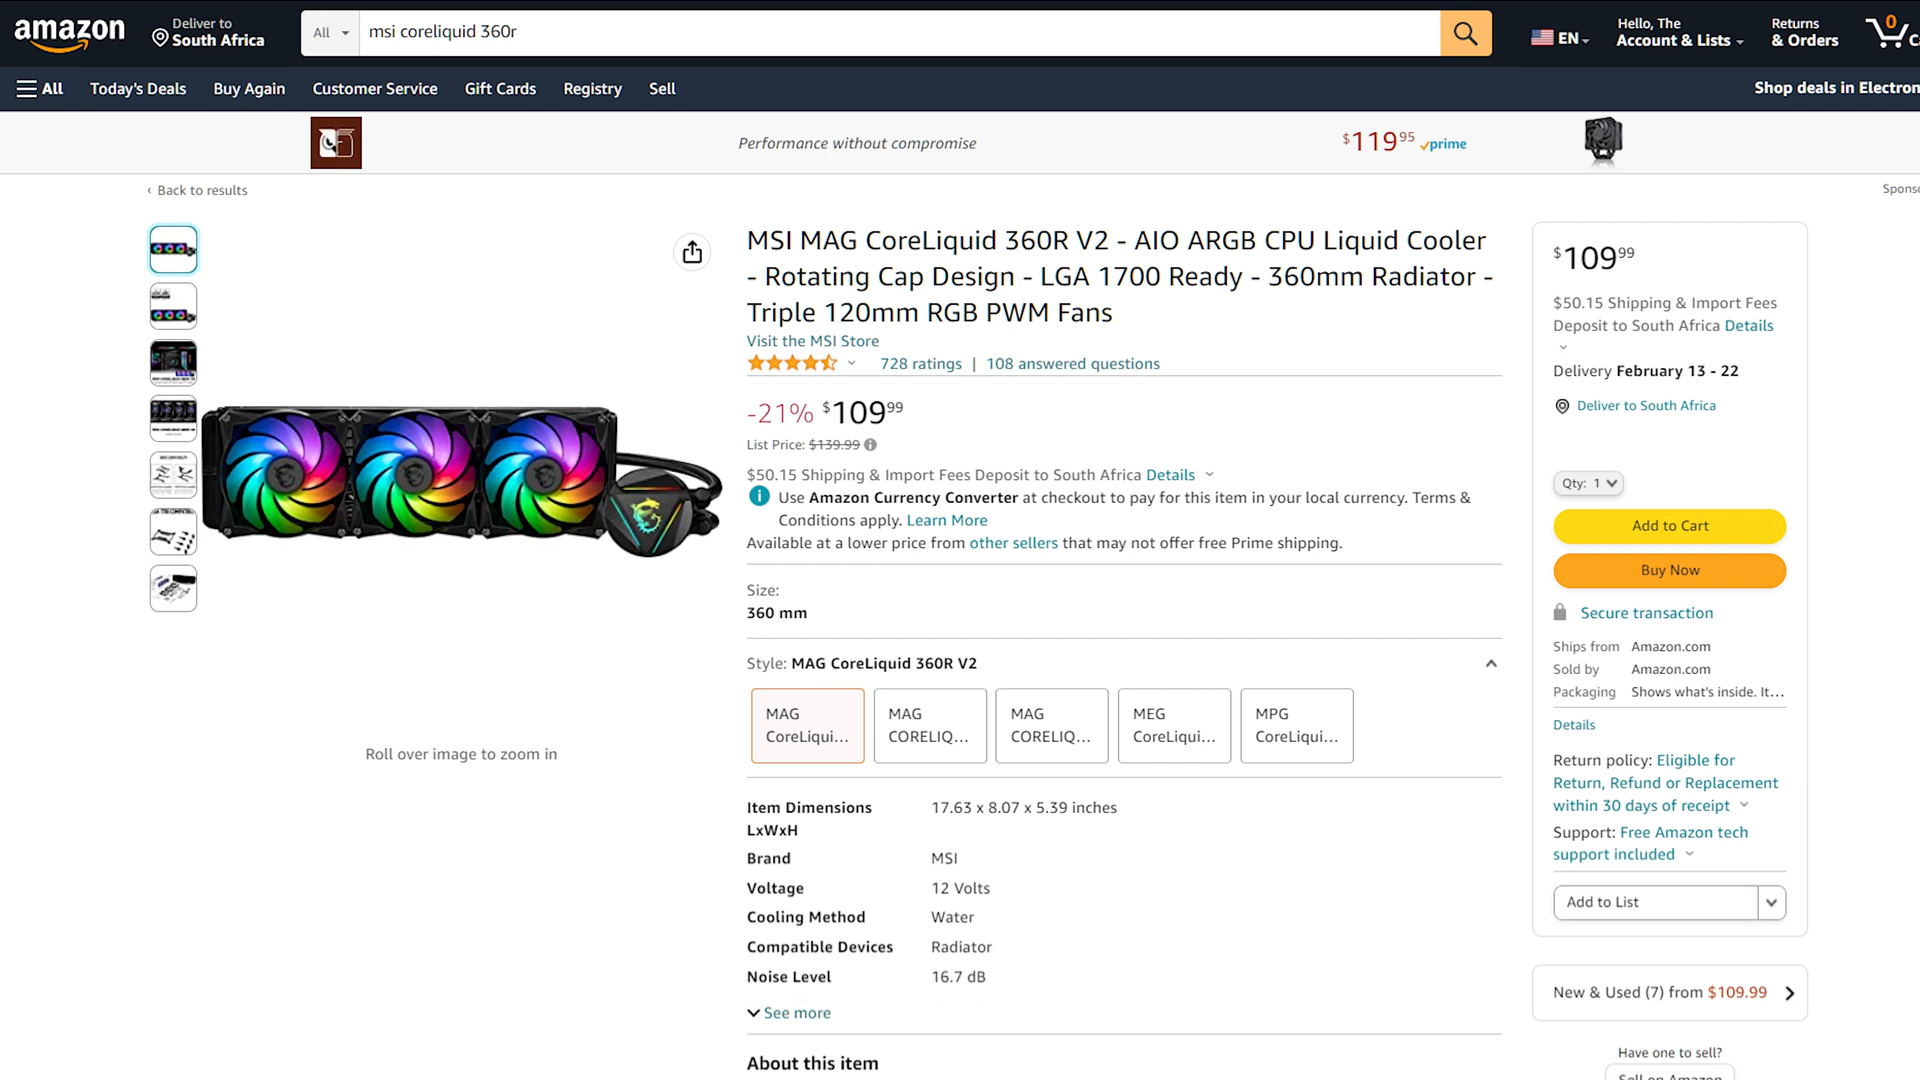 amazon
Deliver to
South Africa
All
msi coreliquid 360r
EN
Hello, The
Account & Lists
Returns
& Orders
0
All
Today's Deals
Buy Again
Customer Service
Gift Cards
Registry
Sell
Shop deals in Electron
Performance without compromise
$119 95
prime
‹ Back to results
Sponso
MSI MAG CoreLiquid 360R V2 - AIO ARGB CPU Liquid Cooler
- Rotating Cap Design - LGA 1700 Ready - 360mm Radiator -
Triple 120mm RGB PWM Fans
Visit the MSI Store
728 ratings | 108 answered questions
-21% $109 99
List Price: $139.99
$50.15 Shipping & Import Fees Deposit to South Africa Details
Use Amazon Currency Converter at checkout to pay for this item in your local currency. Terms &
Conditions apply. Learn More
Available at a lower price from other sellers that may not offer free Prime shipping.
Size:
360 mm
Style: MAG CoreLiquid 360R V2
MAG
CoreLiqui...
MAG
CORELIQ...
MAG
CORELIQ...
MEG
CoreLiqui...
MPG
CoreLiqui...
Item Dimensions 17.63 x 8.07 x 5.39 inches
LxWxH
Brand MSI
Voltage 12 Volts
Cooling Method Water
Compatible Devices Radiator
Noise Level 16.7 dB
See more
About this item
Roll over image to zoom in
$109 99
$50.15 Shipping & Import Fees
Deposit to South Africa Details
Delivery February 13 - 22
Deliver to South Africa
Qty: 1
Add to Cart
Buy Now
Secure transaction
Ships from Amazon.com
Sold by Amazon.com
Packaging Shows what's inside. It...
Details
Return policy: Eligible for
Return, Refund or Replacement
within 30 days of receipt
Support: Free Amazon tech
support included
Add to List
New & Used (7) from $109.99
Have one to sell?
Sell on Amazon